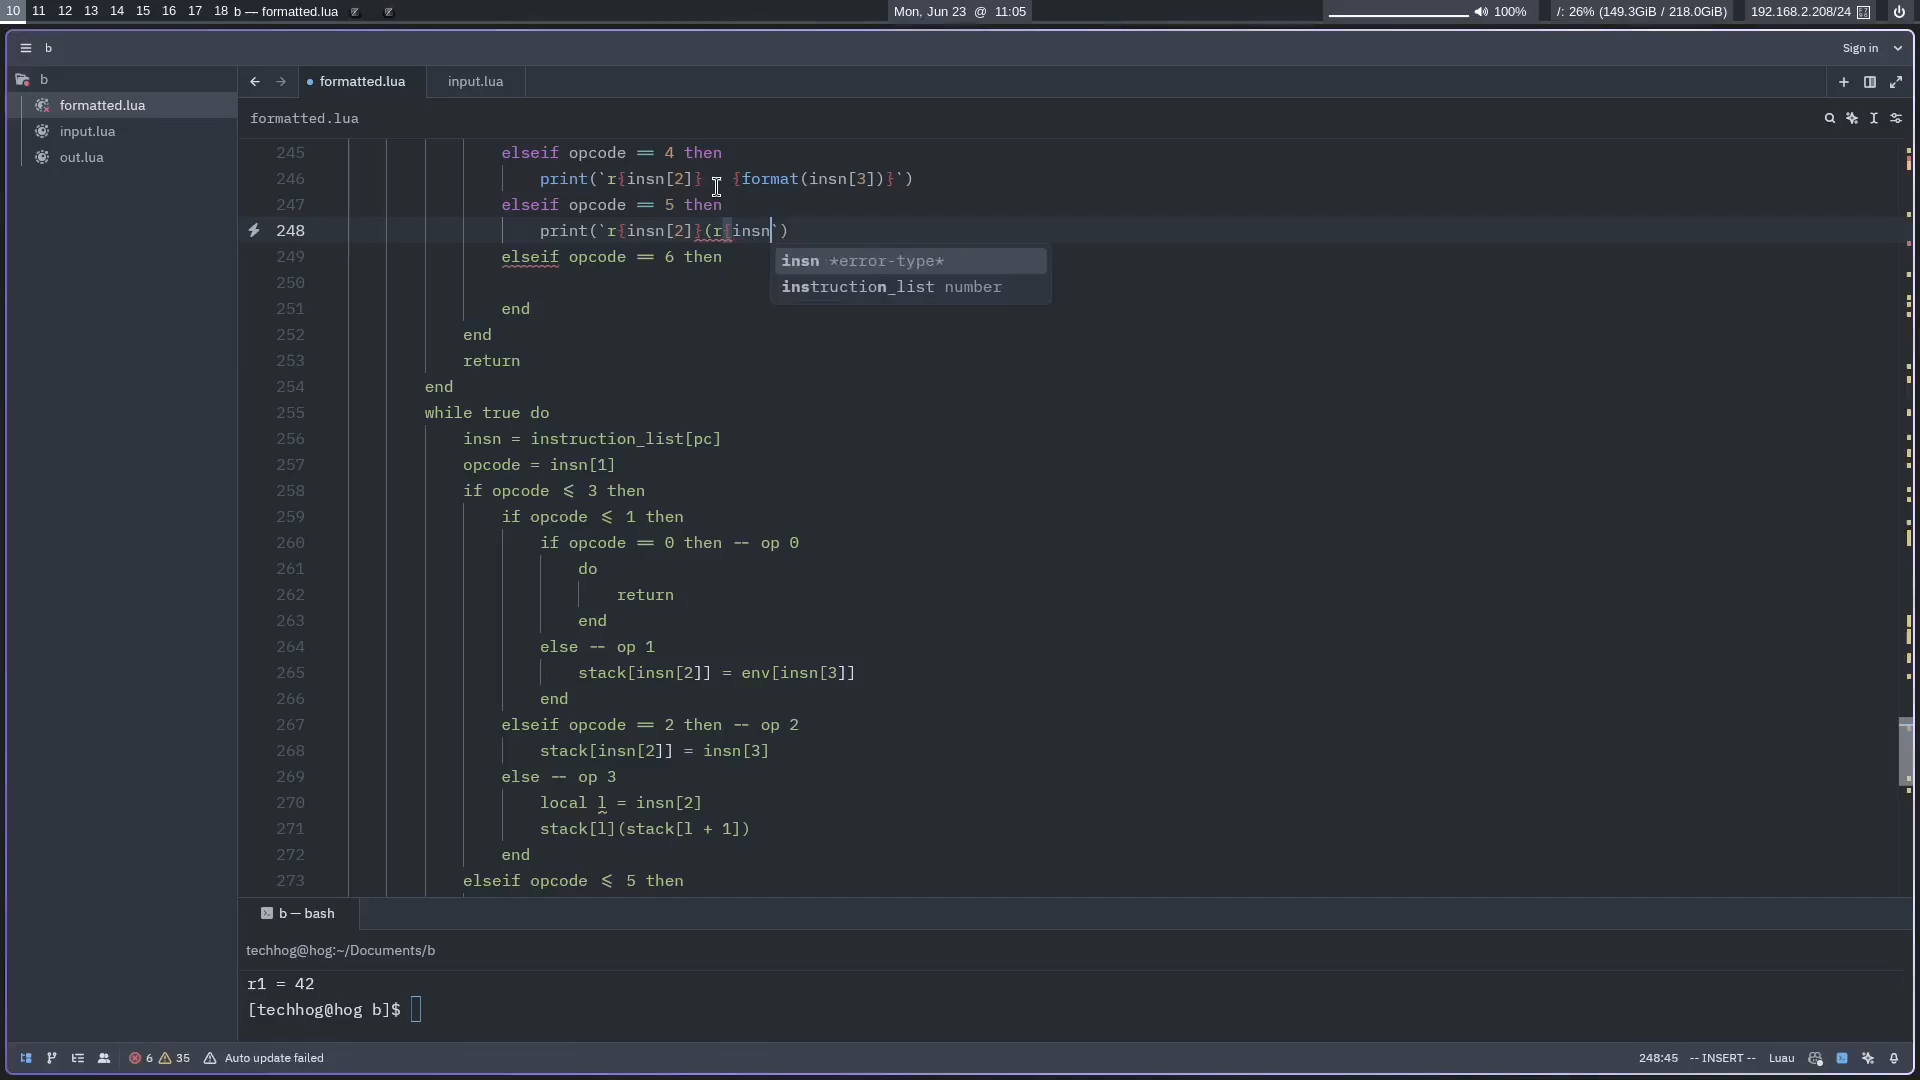 10 11 12 13 14 15 16 17 18 b — formatted.lua
Mon, Jun 23 @ 11:05
100%
/: 26% (149.3GiB / 218.0GiB)
192.168.2.208/24
b
Sign in
b
formatted.lua
input.lua
out.lua
formatted.lua
input.lua
formatted.lua
245 elseif opcode == 4 then
246 print(`r{insn[2]} = {format(insn[3])}`)
247 elseif opcode == 5 then
248 print(`r{insn[2]}(r{insn`)
insn *error-type*
instruction_list number
249 elseif opcode == 6 then
250
251 end
252 end
253 return
254 end
255 while true do
256 insn = instruction_list[pc]
257 opcode = insn[1]
258 if opcode <= 3 then
259 if opcode <= 1 then
260 if opcode == 0 then -- op 0
261 do
262 return
263 end
264 else -- op 1
265 stack[insn[2]] = env[insn[3]]
266 end
267 elseif opcode == 2 then -- op 2
268 stack[insn[2]] = insn[3]
269 else -- op 3
270 local l = insn[2]
271 stack[l](stack[l + 1])
272 end
273 elseif opcode <= 5 then
b — bash
techhog@hog:~/Documents/b
r1 = 42
[techhog@hog b]$
6 35 Auto update failed
248:45 -- INSERT -- Luau